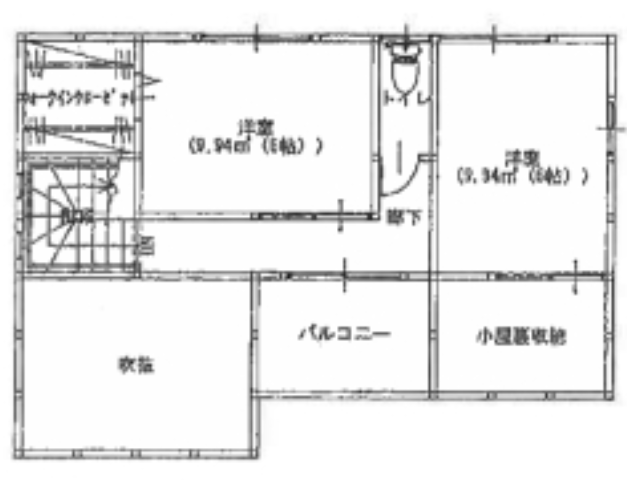 ウォークインクローゼット
トイレ
洋室
(9.94㎡ (6帖) )
洋室
(9.94㎡ (6帖) )
廊下
DN
バルコニー
小屋裏収納
吹抜